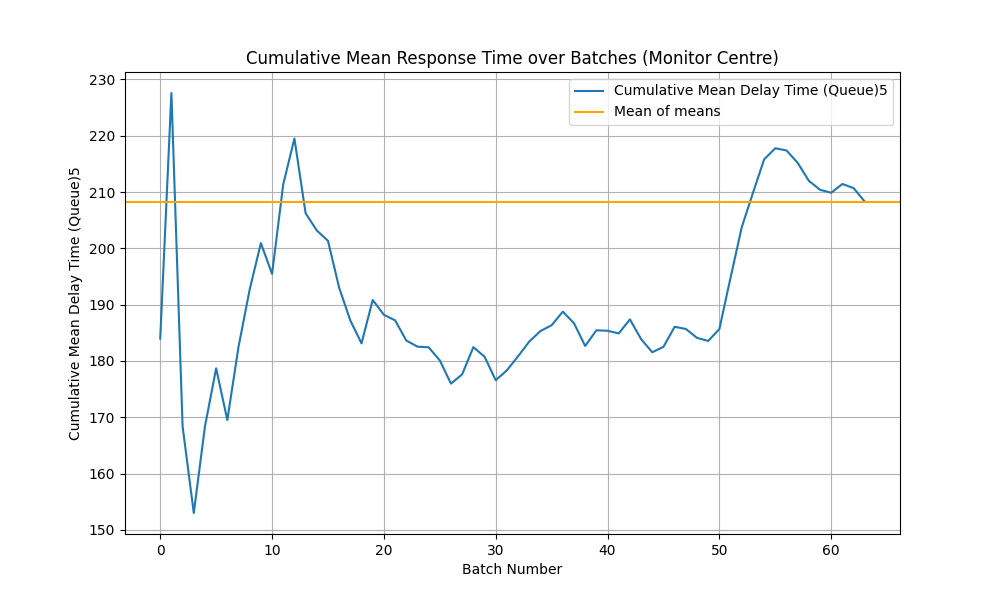 Cumulative Mean Response Time over Batches (Monitor Centre)
Cumulative Mean Delay Time (Queue)5
Mean of means
Cumulative Mean Delay Time (Queue)5
230
220
210
200
190
180
170
160
150
0 10 20 30 40 50 60
Batch Number